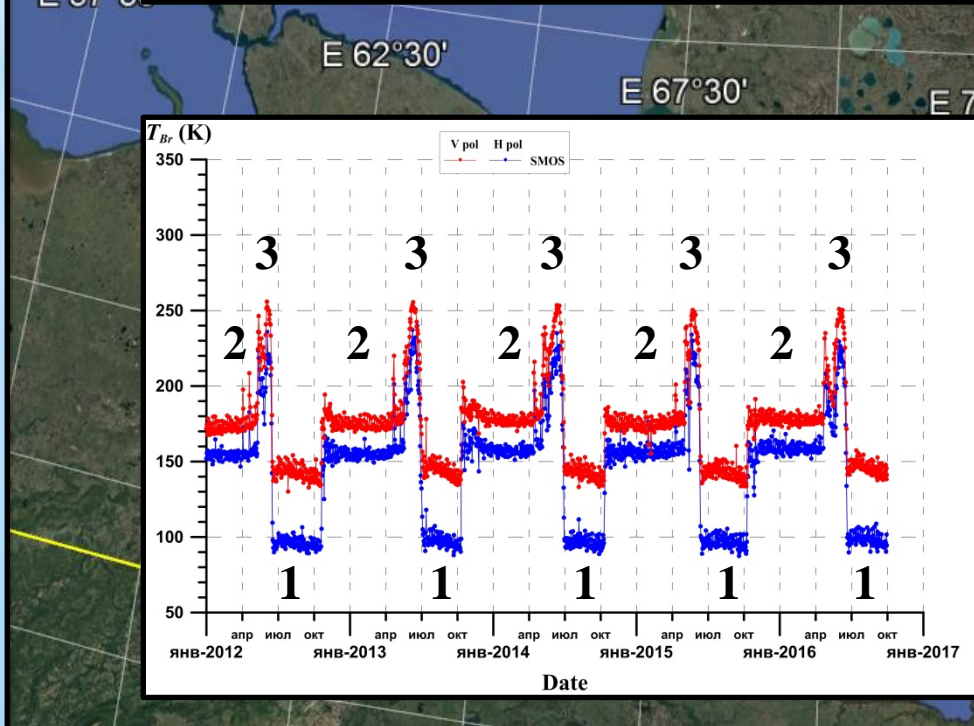 E 62°30'
E 67°30'
E 7
T_Br (K)
V pol H pol
SMOS
350
300
250
200
150
100
50
3 3 3 3 3
2 2 2 2 2
1 1 1 1 1
апр июл окт апр июл окт апр июл окт апр июл окт апр июл окт
янв-2012 янв-2013 янв-2014 янв-2015 янв-2016 янв-2017
Date